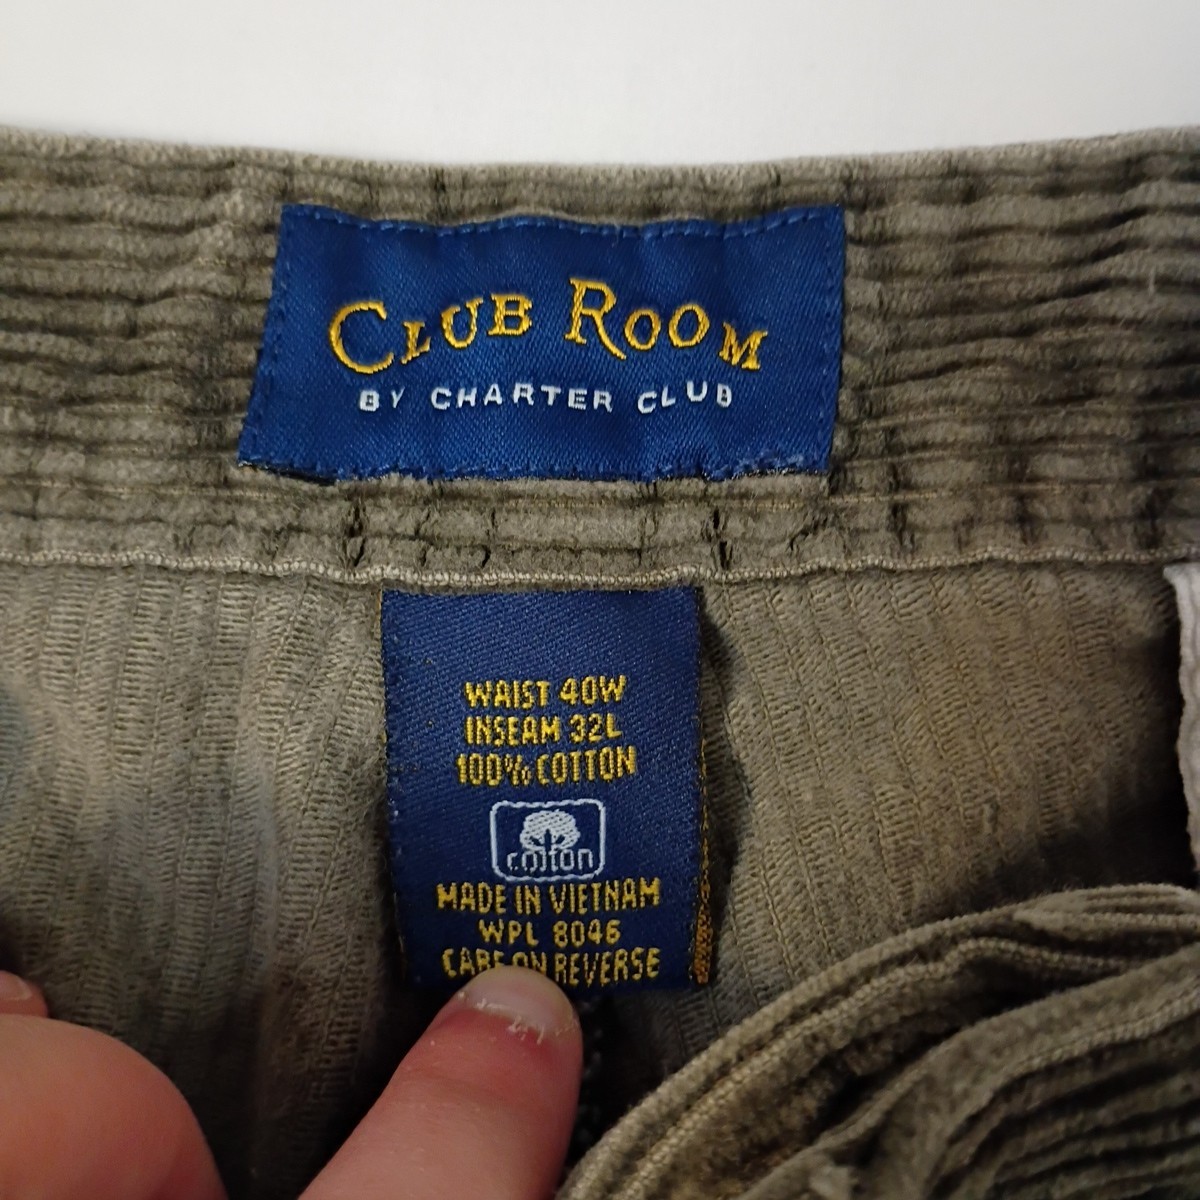 CLUB ROOM
BY CHARTER CLUB
WAIST 40W
INSEAM 32L
100% COTTON
cotton
MADE IN VIETNAM
WPL 8046
CARE ON REVERSE